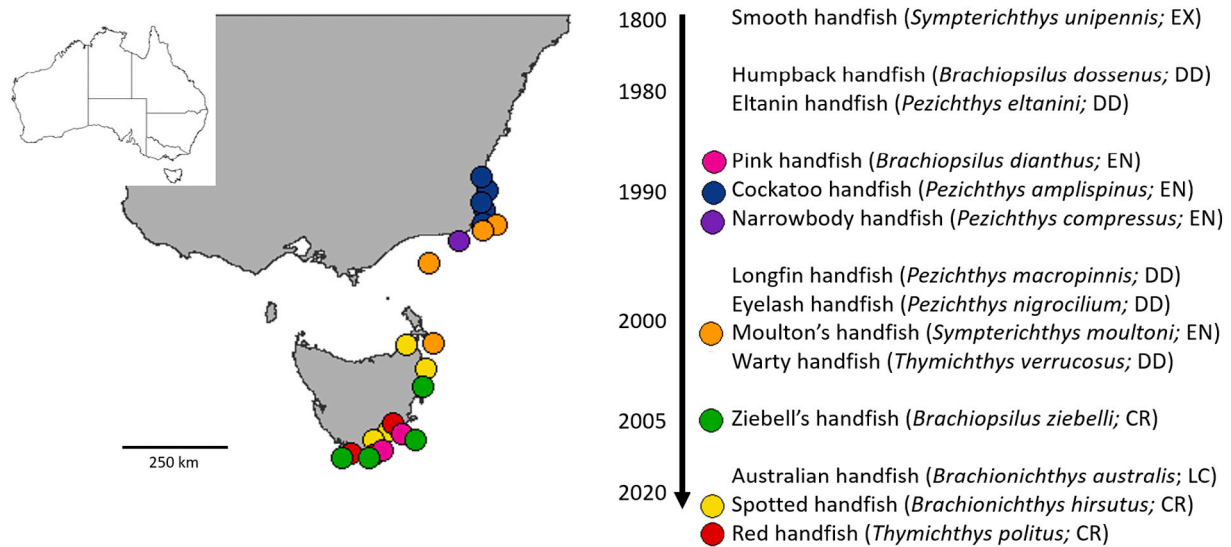 1800
Smooth handfish (Sympterichthys unipennis; EX)
Humpback handfish (Brachiopsilus dossenus; DD)
1980
Eltanin handfish (Pezichthys eltanini; DD)
Pink handfish (Brachiopsilus dianthus; EN)
1990
Cockatoo handfish (Pezichthys amplispinus; EN)
Narrowbody handfish (Pezichthys compressus; EN)
Longfin handfish (Pezichthys macropinnis; DD)
Eyelash handfish (Pezichthys nigrocilium; DD)
2000
Moulton's handfish (Sympterichthys moultoni; EN)
Warty handfish (Thymichthys verrucosus; DD)
2005
Ziebell's handfish (Brachiopsilus ziebelli; CR)
250 km
Australian handfish (Brachionichthys australis; LC)
2020
Spotted handfish (Brachionichthys hirsutus; CR)
Red handfish (Thymichthys politus; CR)